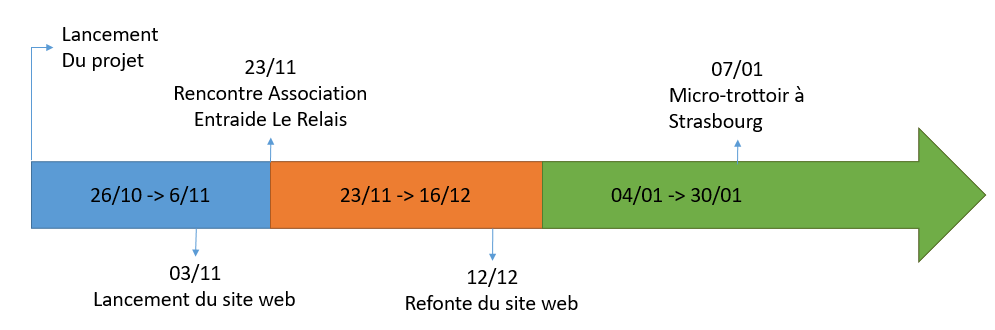 Lancement
Du projet
23/11
Rencontre Association
Entraide Le Relais
07/01
Micro-trottoir à
Strasbourg
26/10 -> 6/11
23/11 -> 16/12
04/01 -> 30/01
03/11
Lancement du site web
12/12
Refonte du site web